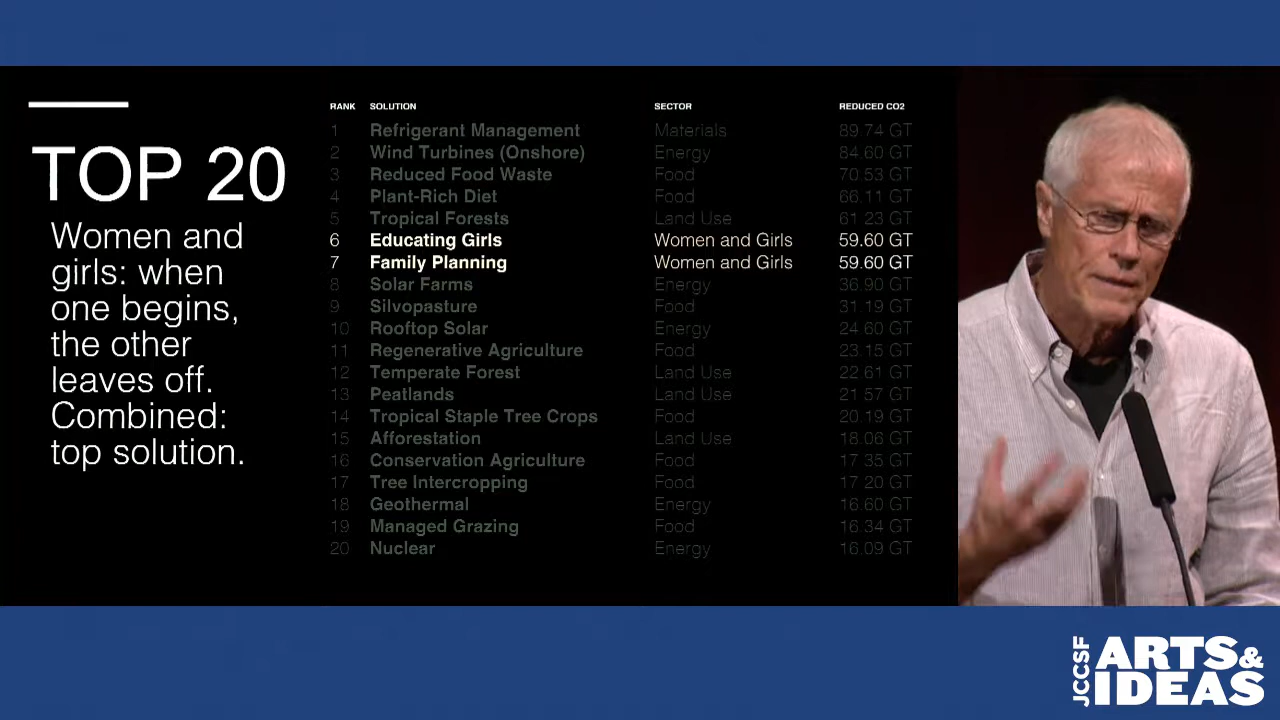 TOP 20
Women and
girls: when
one begins,
the other
leaves off.
Combined:
top solution.
RANK SOLUTION SECTOR REDUCED CO2
1 Refrigerant Management Materials 89.74 GT
2 Wind Turbines (Onshore) Energy 84.60 GT
3 Reduced Food Waste Food 70.53 GT
4 Plant-Rich Diet Food 66.11 GT
5 Tropical Forests Land Use 61.23 GT
6 Educating Girls Women and Girls 59.60 GT
7 Family Planning Women and Girls 59.60 GT
8 Solar Farms Energy 36.90 GT
9 Silvopasture Food 31.19 GT
10 Rooftop Solar Energy 24.60 GT
11 Regenerative Agriculture Food 23.15 GT
12 Temperate Forest Land Use 22.61 GT
13 Peatlands Land Use 21.57 GT
14 Tropical Staple Tree Crops Food 20.19 GT
15 Afforestation Land Use 18.06 GT
16 Conservation Agriculture Food 17.35 GT
17 Tree Intercropping Food 17.20 GT
18 Geothermal Energy 16.60 GT
19 Managed Grazing Food 16.34 GT
20 Nuclear Energy 16.09 GT
JCCSF
ARTS&
IDEAS